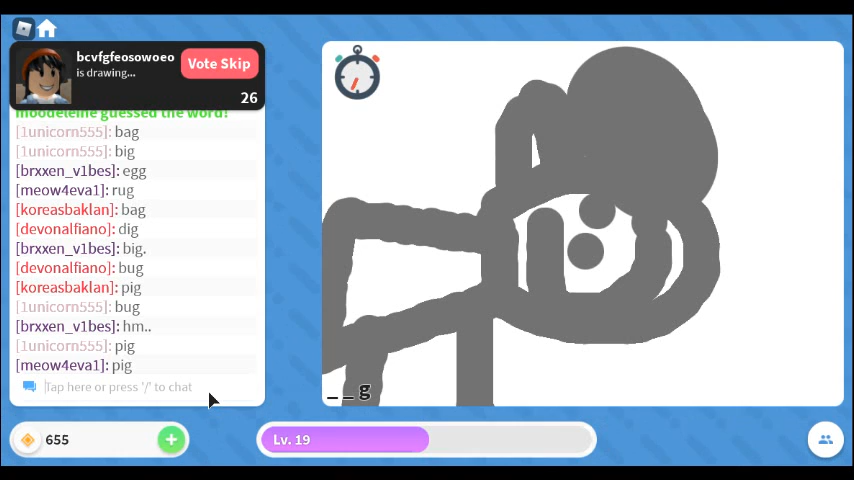 bcvfgfeosowoeo
is drawing...
Vote Skip
26
moodeleine guessed the word!
[1unicorn555]: bag
[1unicorn555]: big
[brxxen_v1bes]: egg
[meow4eva1]: rug
[koreasbaklan]: bag
[devonalfiano]: dig
[brxxen_v1bes]: big.
[devonalfiano]: bug
[koreasbaklan]: pig
[1unicorn555]: bug
[brxxen_v1bes]: hm..
[1unicorn555]: pig
[meow4eva1]: pig
Tap here or press '/' to chat
_ _ g
655
Lv. 19